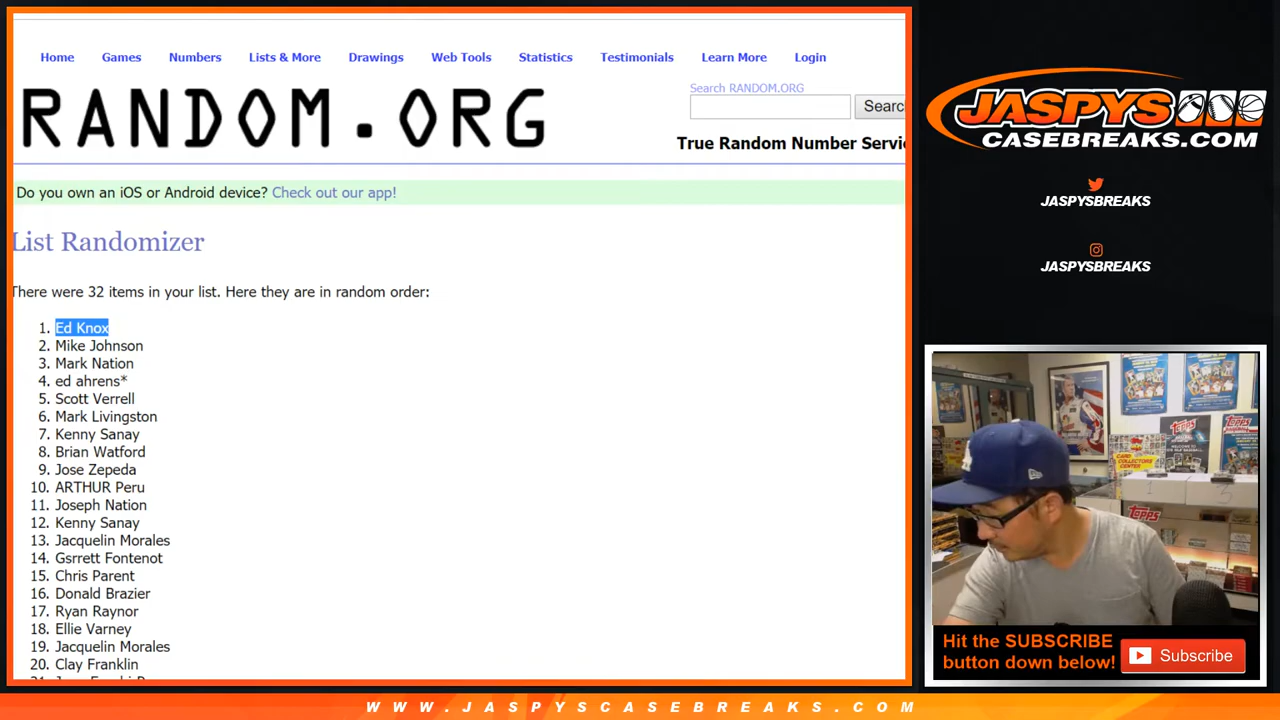 Home Games Numbers Lists & More Drawings Web Tools Statistics Testimonials Learn More Login
RANDOM.ORG
Search RANDOM.ORG
Searc
True Random Number Servi
Do you own an iOS or Android device? Check out our app!
List Randomizer
There were 32 items in your list. Here they are in random order:
1. Ed Knox
2. Mike Johnson
3. Mark Nation
4. ed ahrens*
5. Scott Verrell
6. Mark Livingston
7. Kenny Sanay
8. Brian Watford
9. Jose Zepeda
10. ARTHUR Peru
11. Joseph Nation
12. Kenny Sanay
13. Jacquelin Morales
14. Gsrrett Fontenot
15. Chris Parent
16. Donald Brazier
17. Ryan Raynor
18. Ellie Varney
19. Jacquelin Morales
20. Clay Franklin
JASPYS
CASEBREAKS.COM
JASPYSBREAKS
JASPYSBREAKS
Topps
CARD
COLLECTORS
CENTER
Topps
Topps
Hit the SUBSCRIBE
button down below!
Subscribe
WWW.JASPYSCASEBREAKS.COM